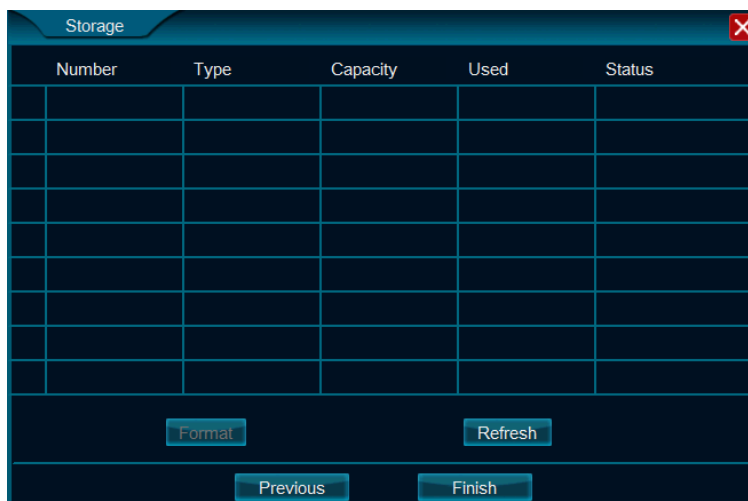 Storage
Number Type Capacity Used Status
Format Refresh
Previous Finish